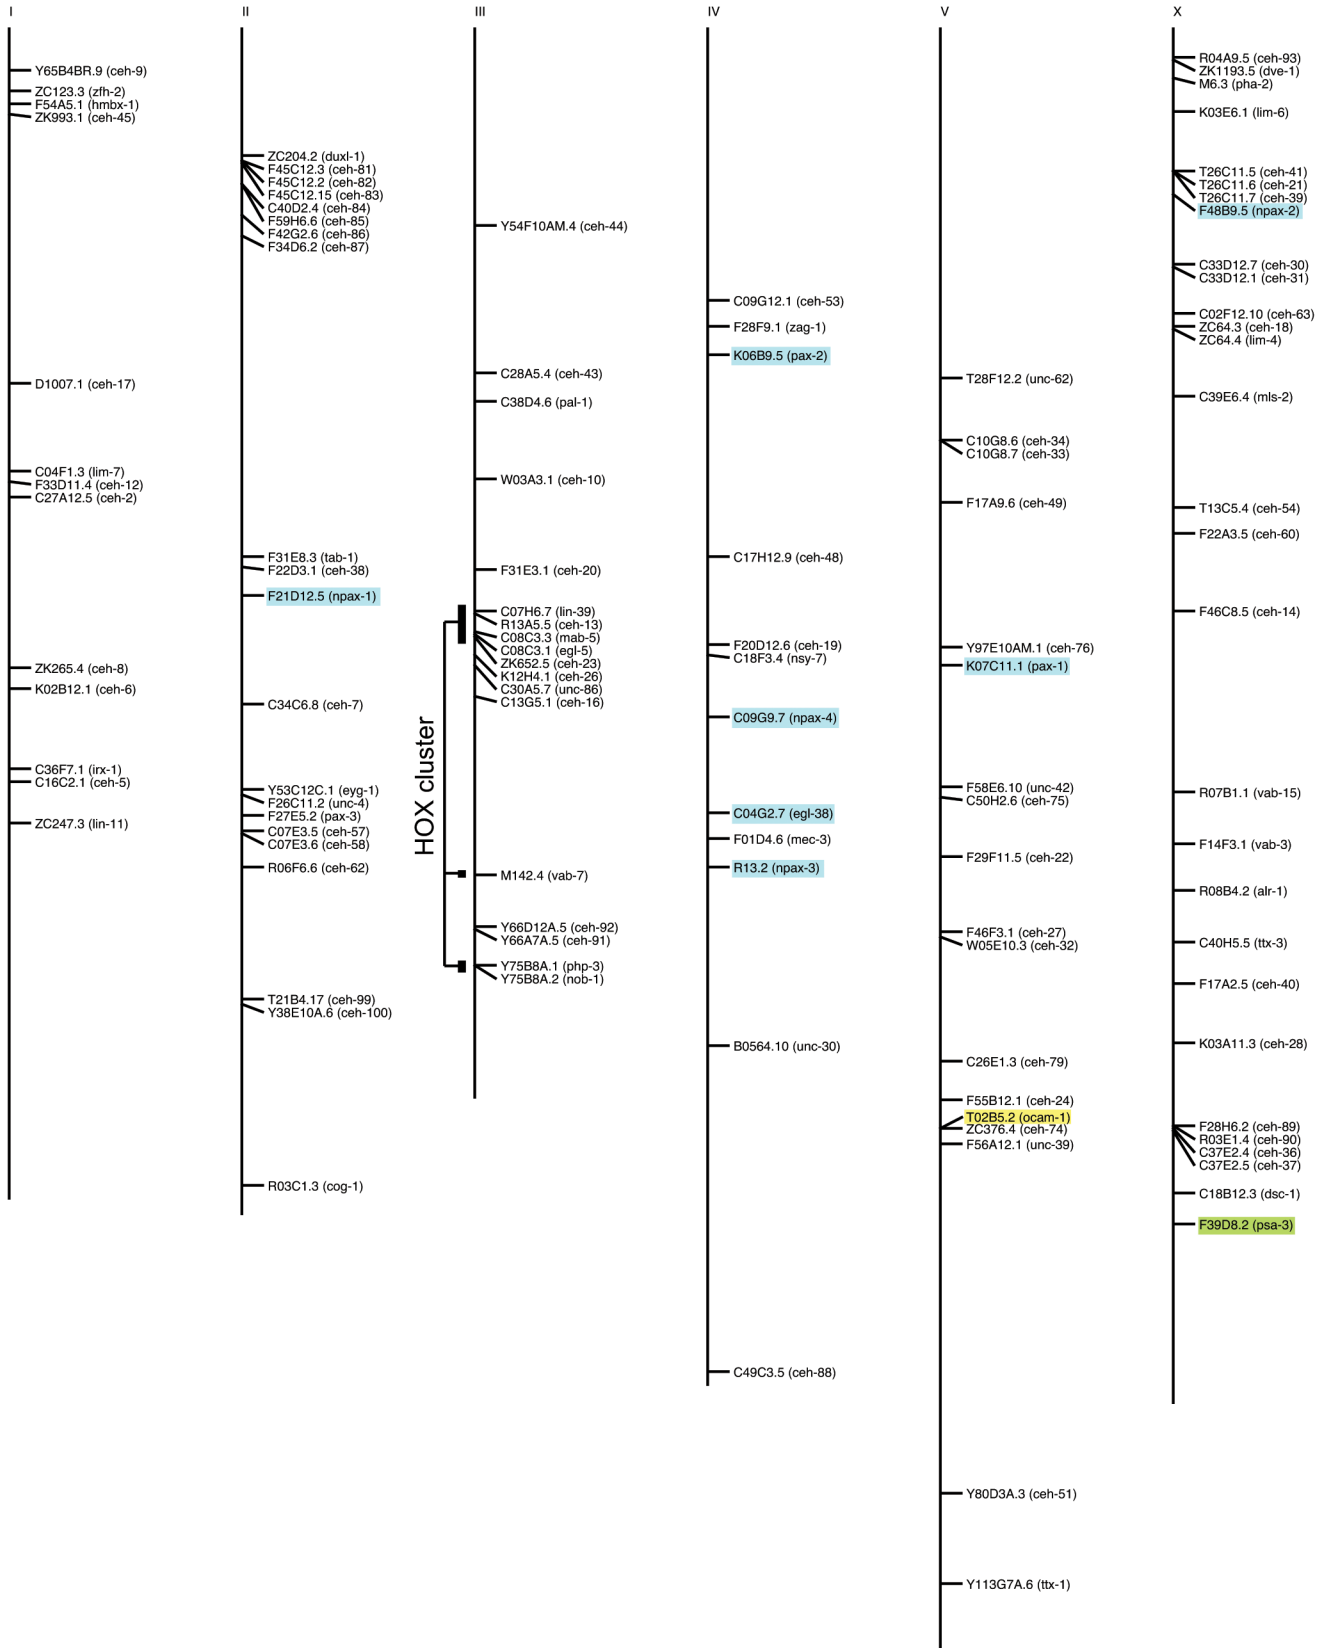 I
Y65B4BR.9 (ceh-9)
ZC123.3 (zfh-2)
F54A5.1 (hmbx-1)
ZK993.1 (ceh-45)
D1007.1 (ceh-17)
C04F1.3 (lim-7)
F33D11.4 (ceh-12)
C27A12.5 (ceh-2)
ZK265.4 (ceh-8)
K02B12.1 (ceh-6)
C36F7.1 (irx-1)
C16C2.1 (ceh-5)
ZC247.3 (lin-11)
II
ZC204.2 (duxl-1)
F45C12.3 (ceh-81)
F45C12.2 (ceh-82)
F45C12.15 (ceh-83)
C40D2.4 (ceh-84)
F59H6.6 (ceh-85)
F42G2.6 (ceh-86)
F34D6.2 (ceh-87)
F31E8.3 (tab-1)
F22D3.1 (ceh-38)
F21D12.5 (npax-1)
C34C6.8 (ceh-7)
Y53C12C.1 (eyg-1)
F26C11.2 (unc-4)
F27E5.2 (pax-3)
C07E3.5 (ceh-57)
C07E3.6 (ceh-58)
R06F6.6 (ceh-62)
T21B4.17 (ceh-99)
Y38E10A.6 (ceh-100)
R03C1.3 (cog-1)
III
Y54F10AM.4 (ceh-44)
C28A5.4 (ceh-43)
C38D4.6 (pal-1)
W03A3.1 (ceh-10)
F31E3.1 (ceh-20)
HOX cluster
C07H6.7 (lin-39)
R13A5.5 (ceh-13)
C08C3.3 (mab-5)
C08C3.1 (egl-5)
ZK652.5 (ceh-23)
K12H4.1 (ceh-26)
C30A5.7 (unc-86)
C13G5.1 (ceh-16)
M142.4 (vab-7)
Y66D12A.5 (ceh-92)
Y66A7A.5 (ceh-91)
Y75B8A.1 (php-3)
Y75B8A.2 (nob-1)
IV
C09G12.1 (ceh-53)
F28F9.1 (zag-1)
K06B9.5 (pax-2)
C17H12.9 (ceh-48)
F20D12.6 (ceh-19)
C18F3.4 (nsy-7)
C09G9.7 (npax-4)
C04G2.7 (egl-38)
F01D4.6 (mec-3)
R13.2 (npax-3)
B0564.10 (unc-30)
C49C3.5 (ceh-88)
V
T28F12.2 (unc-62)
C10G8.6 (ceh-34)
C10G8.7 (ceh-33)
F17A9.6 (ceh-49)
Y97E10AM.1 (ceh-76)
K07C11.1 (pax-1)
F58E6.10 (unc-42)
C50H2.6 (ceh-75)
F29F11.5 (ceh-22)
F46F3.1 (ceh-27)
W05E10.3 (ceh-32)
C26E1.3 (ceh-79)
F55B12.1 (ceh-24)
T02B5.2 (ocam-1)
ZC376.4 (ceh-74)
F56A12.1 (unc-39)
Y80D3A.3 (ceh-51)
Y113G7A.6 (ttx-1)
X
R04A9.5 (ceh-93)
ZK1193.5 (dve-1)
M6.3 (pha-2)
K03E6.1 (lim-6)
T26C11.5 (ceh-41)
T26C11.6 (ceh-21)
T26C11.7 (ceh-39)
F48B9.5 (npax-2)
C33D12.7 (ceh-30)
C33D12.1 (ceh-31)
C02F12.10 (ceh-63)
ZC64.3 (ceh-18)
ZC64.4 (lim-4)
C39E6.4 (mls-2)
T13C5.4 (ceh-54)
F22A3.5 (ceh-60)
F46C8.5 (ceh-14)
R07B1.1 (vab-15)
F14F3.1 (vab-3)
R08B4.2 (alr-1)
C40H5.5 (ttx-3)
F17A2.5 (ceh-40)
K03A11.3 (ceh-28)
F28H6.2 (ceh-89)
R03E1.4 (ceh-90)
C37E2.4 (ceh-36)
C37E2.5 (ceh-37)
C18B12.3 (dsc-1)
F39D8.2 (psa-3)